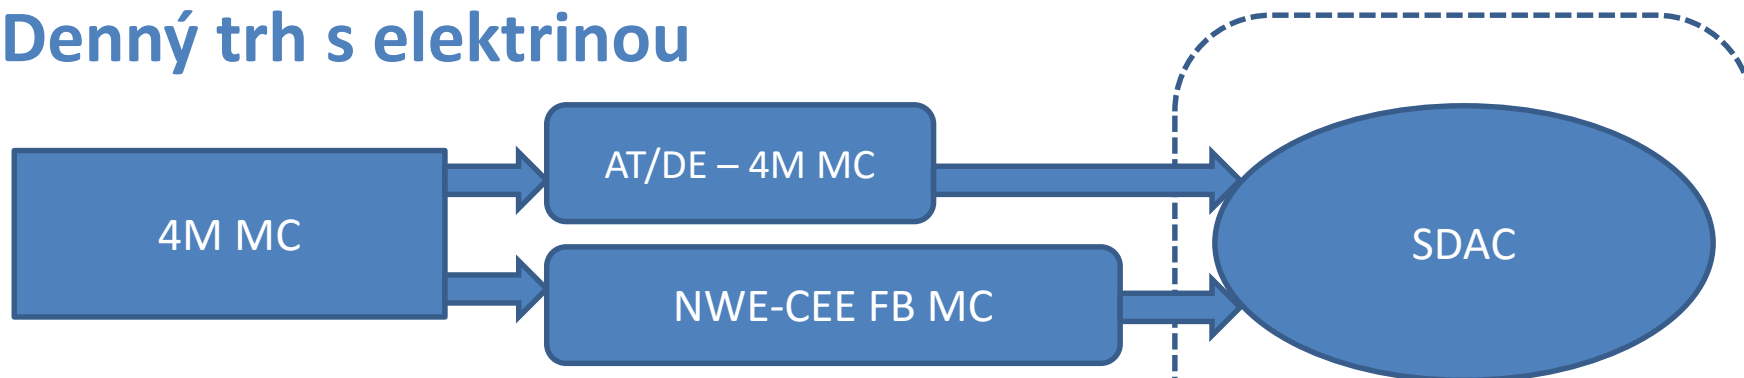 Denný trh s elektrinou
AT/DE – 4M MC
4M MC
SDAC
NWE-CEE FB MC